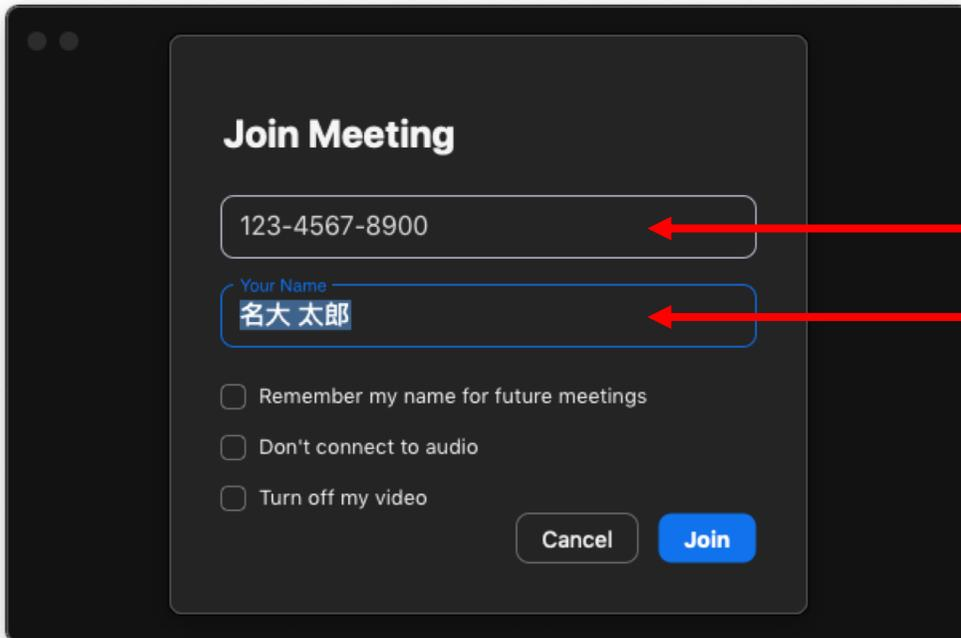 Join Meeting
123-4567-8900
Your Name
名大 太郎
Remember my name for future meetings
Don't connect to audio
Turn off my video
Cancel Join